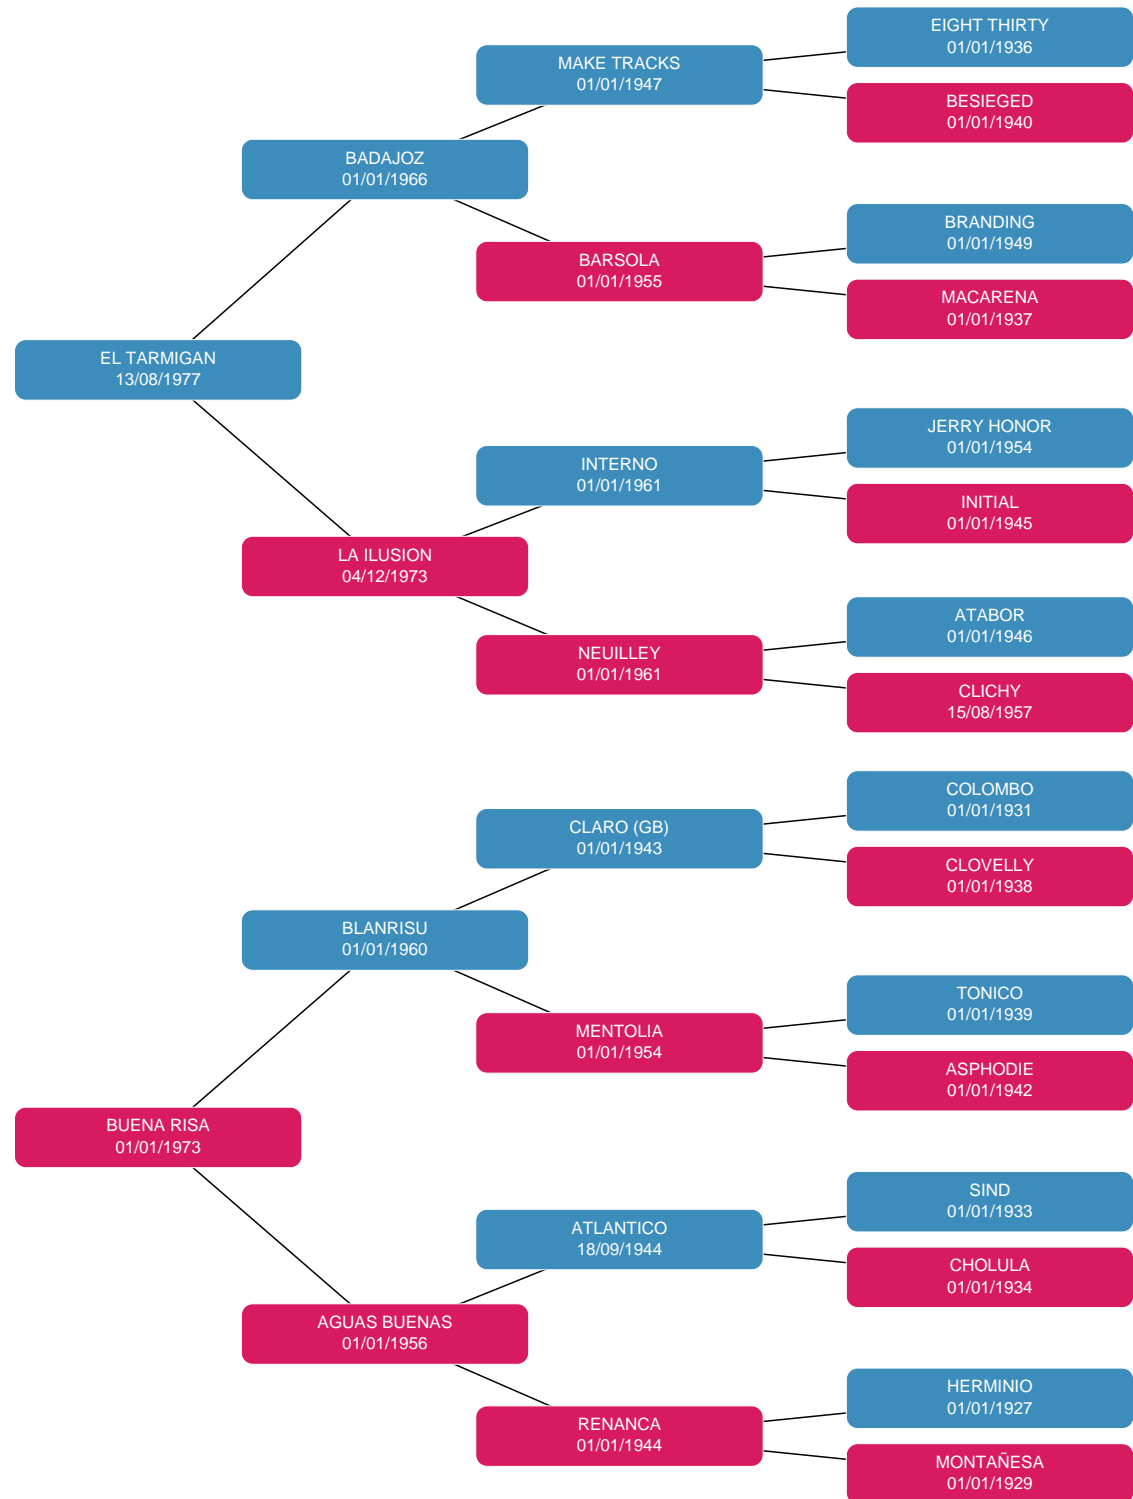 EIGHT THIRTY
01/01/1936
MAKE TRACKS
01/01/1947
BESIEGED
01/01/1940
BADAJOZ
01/01/1966
BRANDING
01/01/1949
BARSOLA
01/01/1955
MACARENA
01/01/1937
EL TARMIGAN
13/08/1977
JERRY HONOR
01/01/1954
INTERNO
01/01/1961
INITIAL
01/01/1945
LA ILUSION
04/12/1973
ATABOR
01/01/1946
NEUILLEY
01/01/1961
CLICHY
15/08/1957
COLOMBO
01/01/1931
CLARO (GB)
01/01/1943
CLOVELLY
01/01/1938
BLANRISU
01/01/1960
TONICO
01/01/1939
MENTOLIA
01/01/1954
ASPHODIE
01/01/1942
BUENA RISA
01/01/1973
SIND
01/01/1933
ATLANTICO
18/09/1944
CHOLULA
01/01/1934
AGUAS BUENAS
01/01/1956
HERMINIO
01/01/1927
RENANCA
01/01/1944
MONTAÑESA
01/01/1929